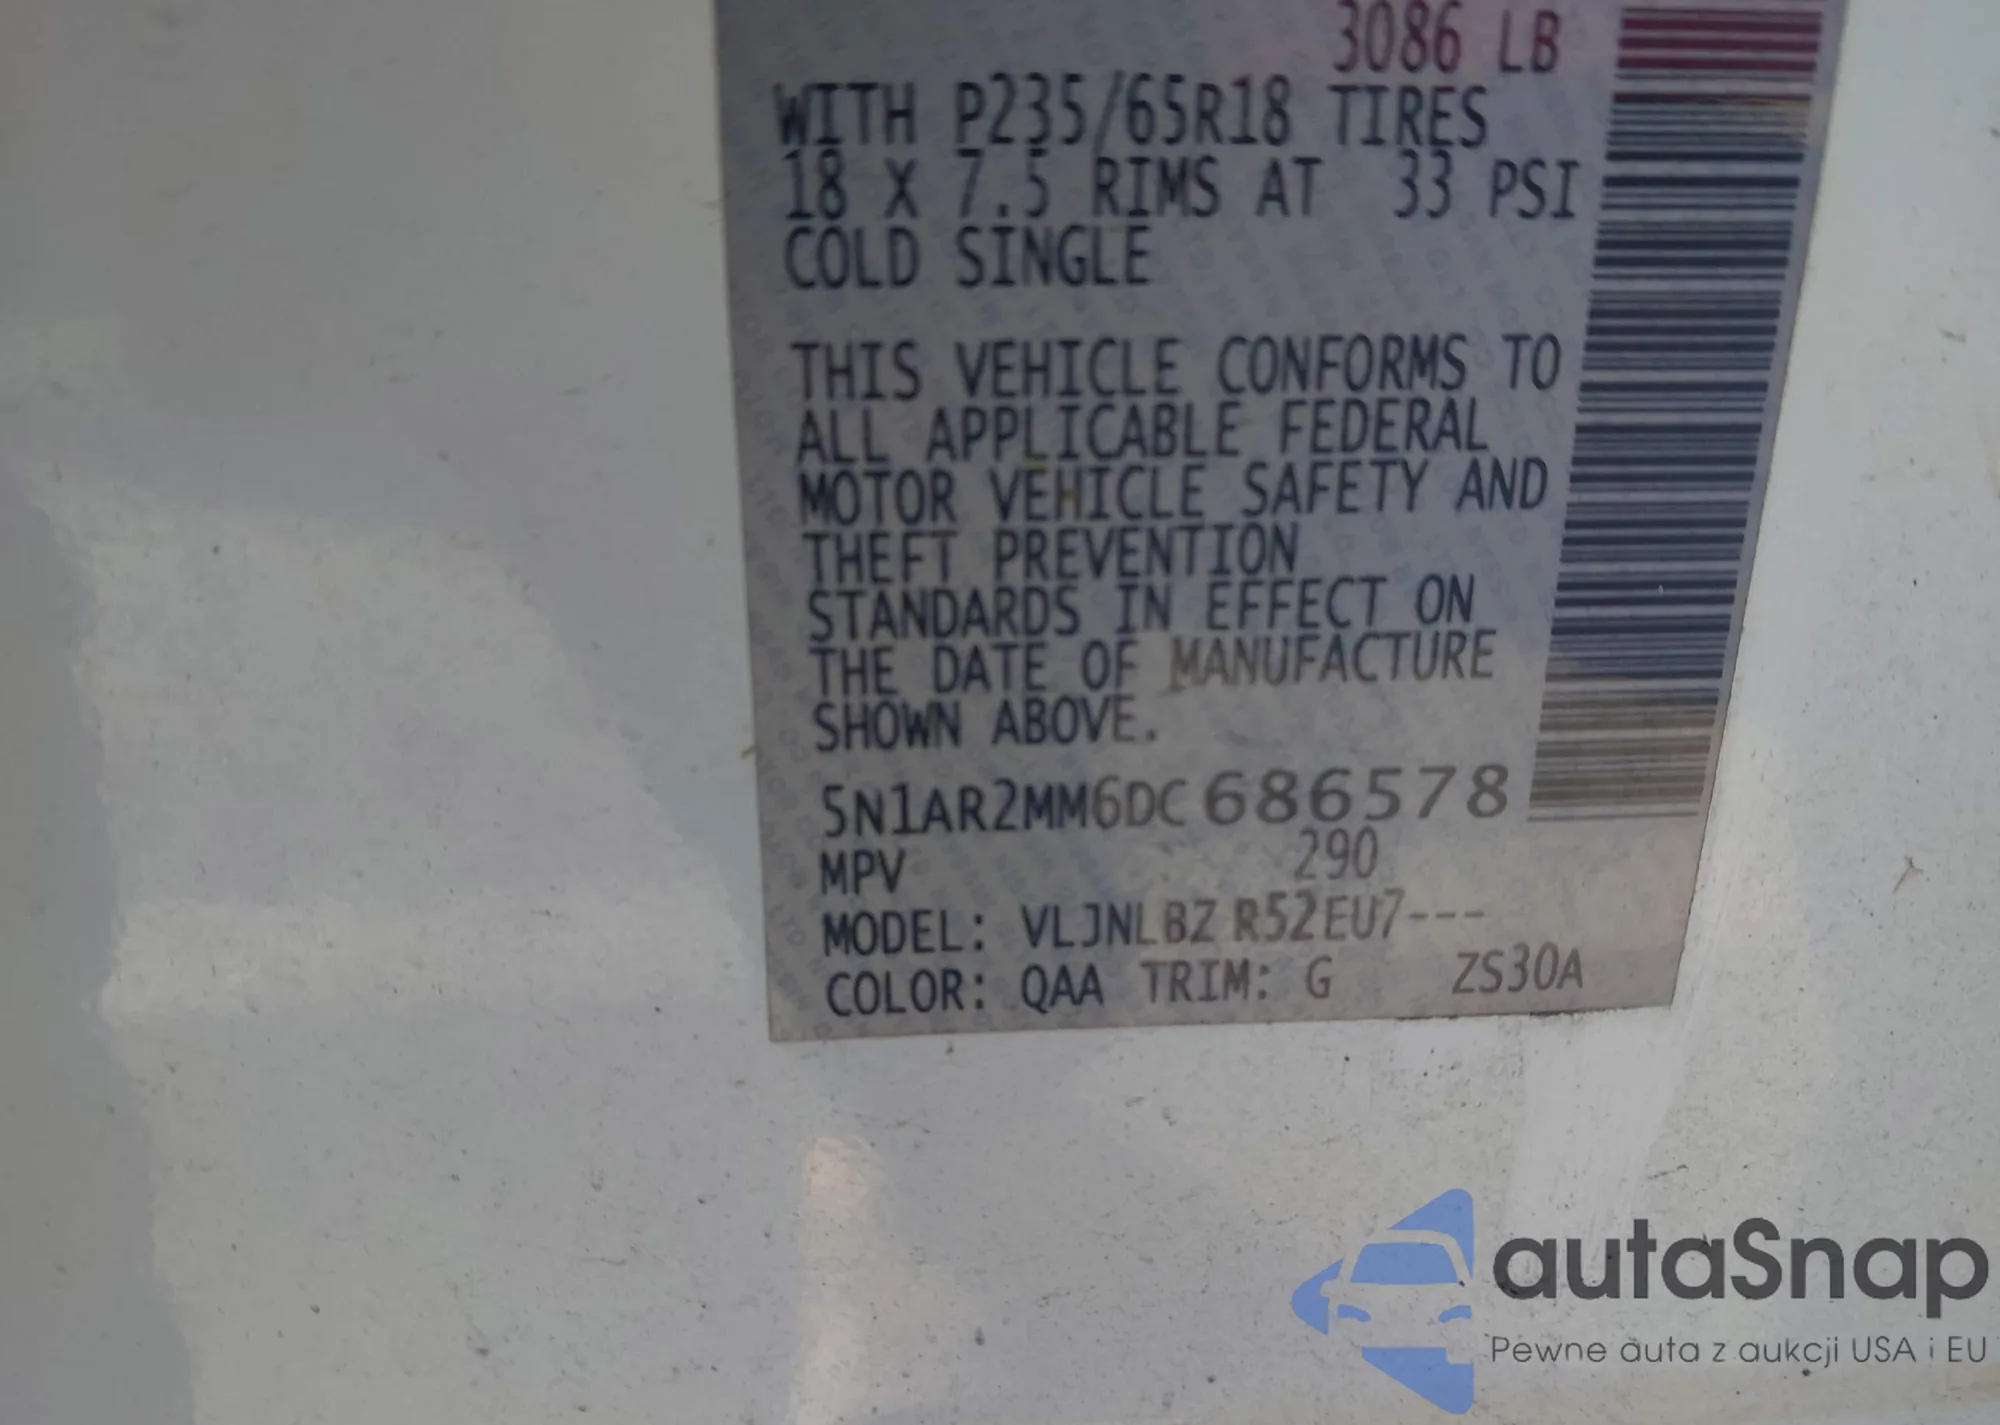 3086 LB
WITH P235/65R18 TIRES
18 X 7.5 RIMS AT 33 PSI
COLD SINGLE
THIS VEHICLE CONFORMS TO
ALL APPLICABLE FEDERAL
MOTOR VEHICLE SAFETY AND
THEFT PREVENTION
STANDARDS IN EFFECT ON
THE DATE OF MANUFACTURE
SHOWN ABOVE.
5N1AR2MM6DC686578
MPV 290
MODEL: VLJNLBZ R52EU7---
COLOR: QAA TRIM: G ZS30A
autaSnap
Pewne auta z aukcji USA i EU